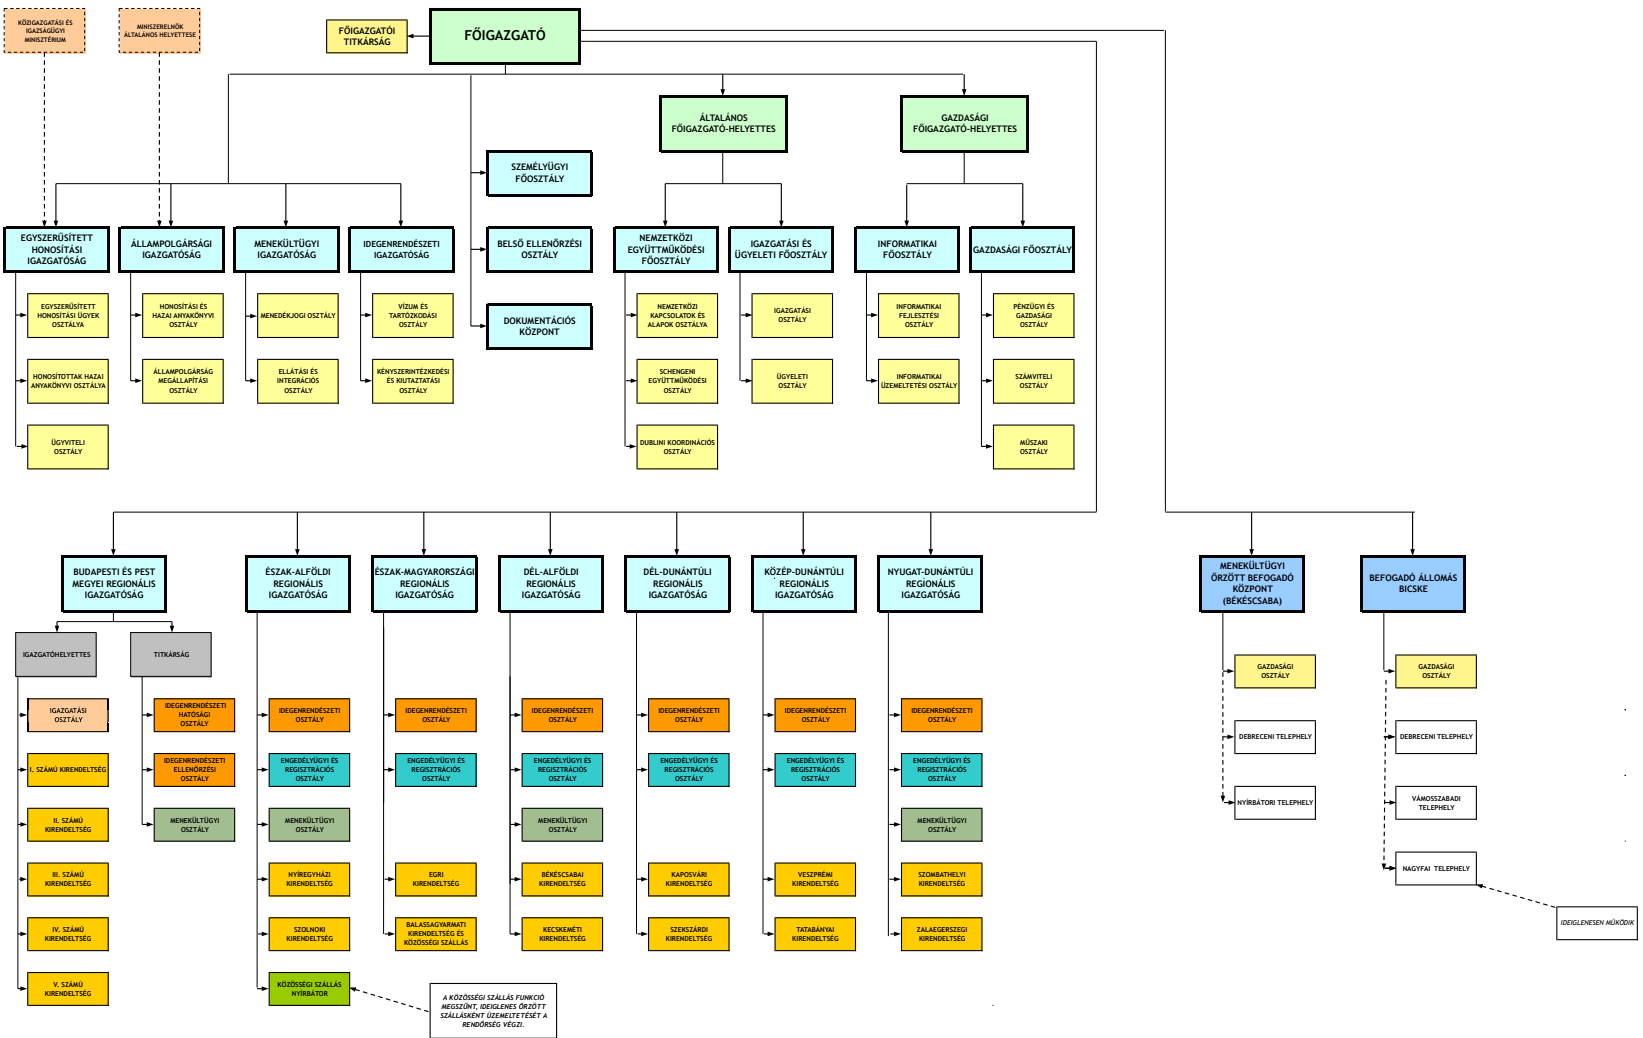 KÖZIGAZGATÁSI ÉS
IGAZSÁGÜGYI
MINISZTÉRIUM
MINISZERELNÖK
ÁLTALÁNOS HELYETTESE
FŐIGAZGATÓI
TITKÁRSÁG
FŐIGAZGATÓ
ÁLTALÁNOS
FŐIGAZGATÓ-HELYETTES
GAZDASÁGI
FŐIGAZGATÓ-HELYETTES
SZEMÉLYÜGYI
FŐOSZTÁLY
EGYSZERŰSÍTETT
HONOSÍTÁSI
IGAZGATÓSÁG
ÁLLAMPOLGÁRSÁGI
IGAZGATÓSÁG
MENEKÜLTÜGYI
IGAZGATÓSÁG
IDEGENRENDÉSZETI
IGAZGATÓSÁG
BELSŐ ELLENŐRZÉSI
OSZTÁLY
NEMZETKÖZI
EGYÜTTMŰKÖDÉSI
FŐOSZTÁLY
IGAZGATÁSI ÉS
ÜGYELETI FŐOSZTÁLY
INFORMATIKAI
FŐOSZTÁLY
GAZDASÁGI FŐOSZTÁLY
EGYSZERŰSÍTETT
HONOSÍTÁSI ÜGYEK
OSZTÁLYA
HONOSÍTÁSI ÉS
HAZAI ANYAKÖNYVI
OSZTÁLY
MENEDÉKJOGI OSZTÁLY
VÍZUM ÉS
TARTÓZKODÁSI
OSZTÁLY
DOKUMENTÁCIÓS
KÖZPONT
NEMZETKÖZI
KAPCSOLATOK ÉS
ALAPOK OSZTÁLYA
IGAZGATÁSI
OSZTÁLY
INFORMATIKAI
FEJLESZTÉSI
OSZTÁLY
PÉNZÜGYI ÉS
GAZDASÁGI
OSZTÁLY
HONOSÍTOTTAK HAZAI
ANYAKÖNYVI OSZTÁLYA
ÁLLAMPOLGÁRSÁG
MEGÁLLAPÍTÁSI
OSZTÁLY
ELLÁTÁSI ÉS
INTEGRÁCIÓS
OSZTÁLY
KÉNYSZERINTÉZKEDÉSI
ÉS KIUTAZTATÁSI
OSZTÁLY
SCHENGENI
EGYÜTTMŰKÖDÉSI
OSZTÁLY
ÜGYELETI
OSZTÁLY
INFORMATIKAI
ÜZEMELTETÉSI OSZTÁLY
SZÁMVITELI
OSZTÁLY
ÜGYVITELI
OSZTÁLY
DUBLINI KOORDINÁCIÓS
OSZTÁLY
MŰSZAKI
OSZTÁLY
BUDAPESTI ÉS PEST
MEGYEI REGIONÁLIS
IGAZGATÓSÁG
ÉSZAK-ALFÖLDI
REGIONÁLIS
IGAZGATÓSÁG
ÉSZAK-MAGYARORSZÁGI
REGIONÁLIS
IGAZGATÓSÁG
DÉL-ALFÖLDI
REGIONÁLIS
IGAZGATÓSÁG
DÉL-DUNÁNTÚLI
REGIONÁLIS
IGAZGATÓSÁG
KÖZÉP-DUNÁNTÚLI
REGIONÁLIS
IGAZGATÓSÁG
NYUGAT-DUNÁNTÚLI
REGIONÁLIS
IGAZGATÓSÁG
MENEKÜLTÜGYI
ŐRZÖTT BEFOGADÓ
KÖZPONT
(BÉKÉSCSABA)
BEFOGADÓ ÁLLOMÁS
BICSKE
IGAZGATÓHELYETTES
TITKÁRSÁG
GAZDASÁGI
OSZTÁLY
GAZDASÁGI
OSZTÁLY
IGAZGATÁSI
OSZTÁLY
IDEGENRENDÉSZETI
HATÓSÁGI
OSZTÁLY
IDEGENRENDÉSZETI
OSZTÁLY
IDEGENRENDÉSZETI
OSZTÁLY
IDEGENRENDÉSZETI
OSZTÁLY
IDEGENRENDÉSZETI
OSZTÁLY
IDEGENRENDÉSZETI
OSZTÁLY
IDEGENRENDÉSZETI
OSZTÁLY
DEBRECENI TELEPHELY
DEBRECENI TELEPHELY
I. SZÁMÚ KIRENDELTSÉG
IDEGENRENDÉSZETI
ELLENŐRZÉSI
OSZTÁLY
ENGEDÉLYÜGYI ÉS
REGISZTRÁCIÓS
OSZTÁLY
ENGEDÉLYÜGYI ÉS
REGISZTRÁCIÓS
OSZTÁLY
ENGEDÉLYÜGYI ÉS
REGISZTRÁCIÓS
OSZTÁLY
ENGEDÉLYÜGYI ÉS
REGISZTRÁCIÓS
OSZTÁLY
ENGEDÉLYÜGYI ÉS
REGISZTRÁCIÓS
OSZTÁLY
ENGEDÉLYÜGYI ÉS
REGISZTRÁCIÓS
OSZTÁLY
NYÍRBÁTORI TELEPHELY
VÁMOSSZABADI
TELEPHELY
II. SZÁMÚ
KIRENDELTSÉG
MENEKÜLTÜGYI
OSZTÁLY
MENEKÜLTÜGYI
OSZTÁLY
MENEKÜLTÜGYI
OSZTÁLY
MENEKÜLTÜGYI
OSZTÁLY
III. SZÁMÚ
KIRENDELTSÉG
NYÍREGYHÁZI
KIRENDELTSÉG
EGRI
KIRENDELTSÉG
BÉKÉSCSABAI
KIRENDELTSÉG
KAPOSVÁRI
KIRENDELTSÉG
VESZPRÉMI
KIRENDELTSÉG
SZOMBATHELYI
KIRENDELTSÉG
NAGYFAI TELEPHELY
IV. SZÁMÚ
KIRENDELTSÉG
SZOLNOKI
KIRENDELTSÉG
BALASSAGYARMATI
KIRENDELTSÉG ÉS
KÖZÖSSÉGI SZÁLLÁS
KECSKEMÉTI
KIRENDELTSÉG
SZEKSZÁRDI
KIRENDELTSÉG
TATABÁNYAI
KIRENDELTSÉG
ZALAEGERSZEGI
KIRENDELTSÉG
IDEIGLENESEN MŰKÖDIK
V. SZÁMÚ
KIRENDELTSÉG
KÖZÖSSÉGI SZÁLLÁS
NYÍRBÁTOR
A KÖZÖSSÉGI SZÁLLÁS FUNKCIÓ
MEGSZŰNT, IDEIGLENES ŐRZÖTT
SZÁLLÁSKÉNT ÜZEMELTETÉSÉT A
RENDŐRSÉG VÉGZI.